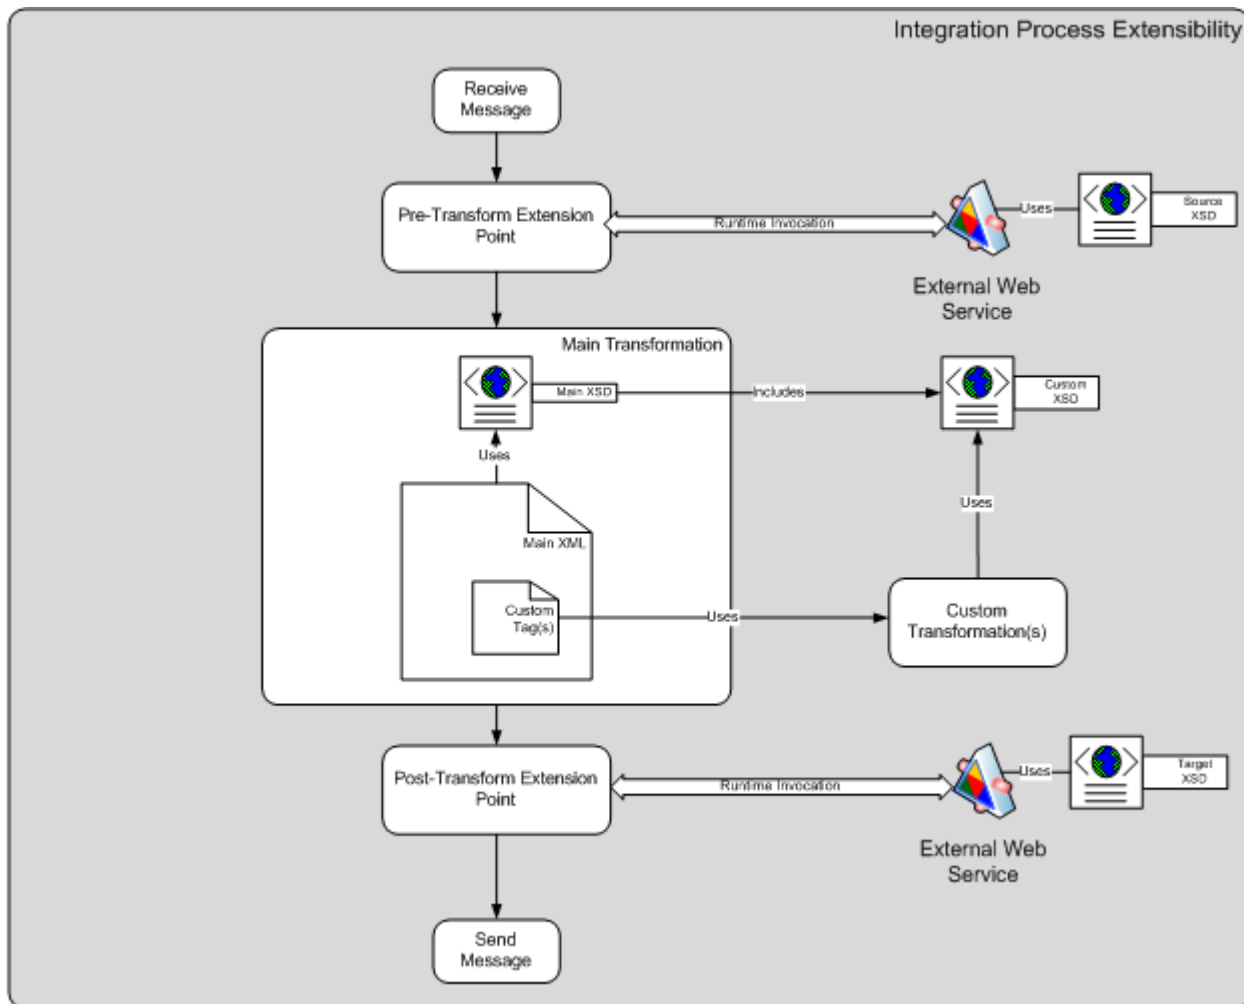 Integration Process Extensibility
Receive
Message
Pre-Transform Extension
Point
Runtime Invocation
Uses
Source
XSD
External Web
Service
Main Transformation
Main XSD
Includes
Custom
XSD
Uses
Uses
Main XML
Custom
Tag(s)
Uses
Custom
Transformation(s)
Post-Transform Extension
Point
Runtime Invocation
Uses
Target
XSD
External Web
Service
Send
Message